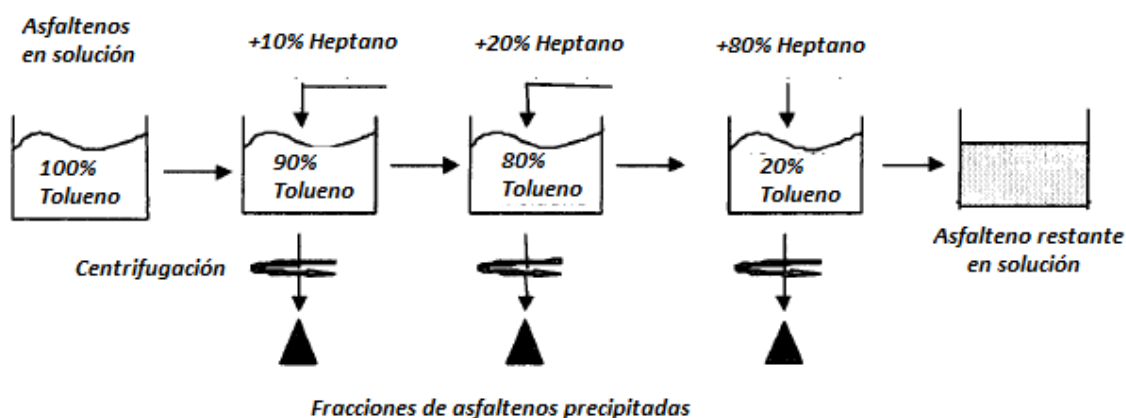 Asfaltenos
en solución
+10% Heptano
+20% Heptano
+80% Heptano
100%
Tolueno
90%
Tolueno
80%
Tolueno
20%
Tolueno
Asfalteno restante
en solución
Centrifugación
Fracciones de asfaltenos precipitadas